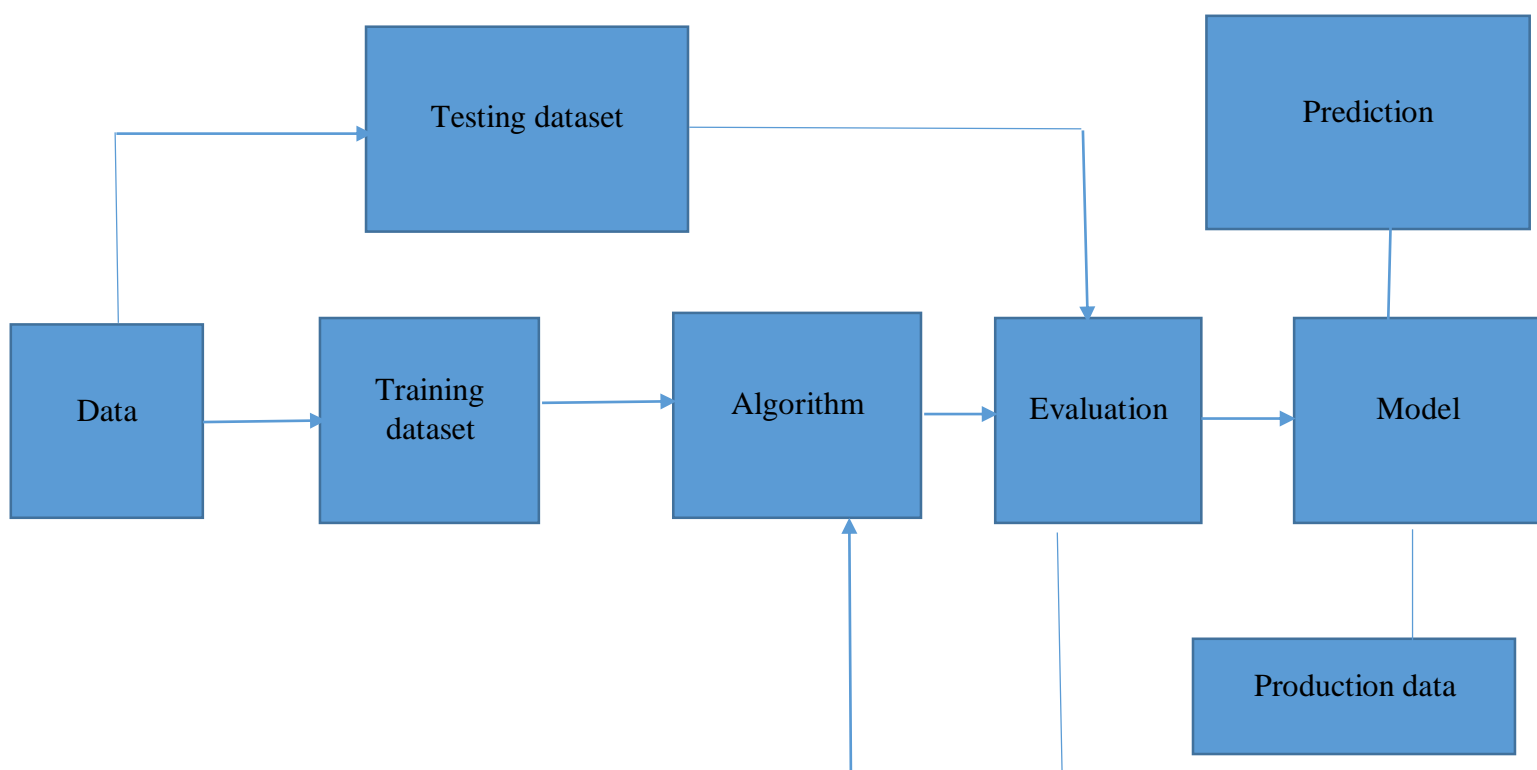 Testing dataset
Prediction
Data
Training
dataset
Algorithm
Evaluation
Model
Production data